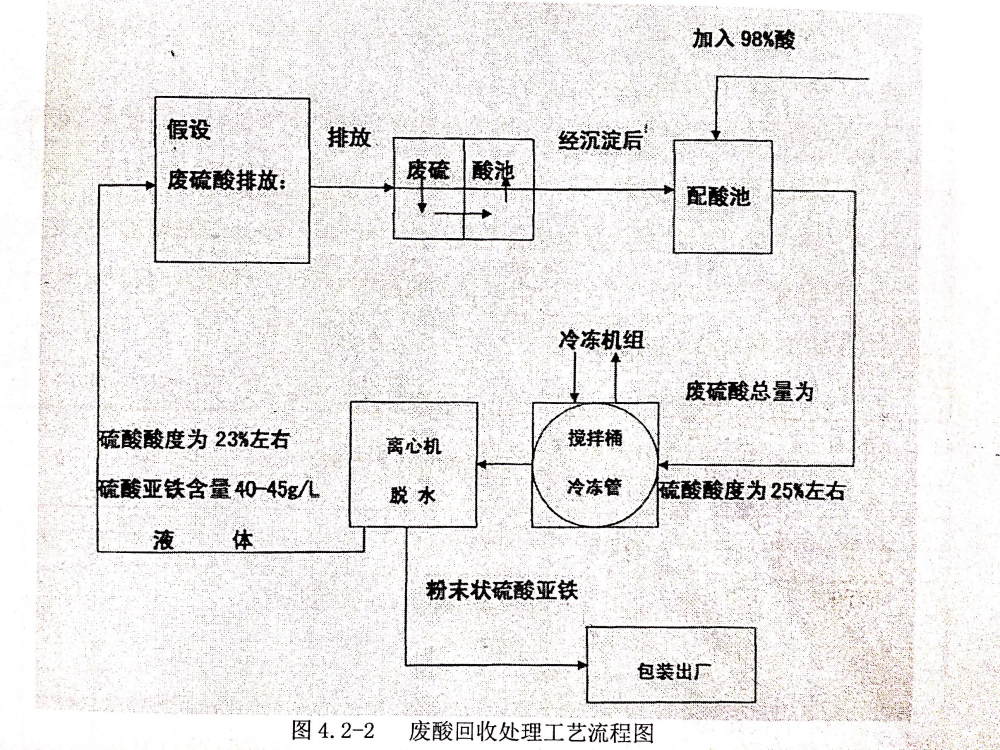 加入 98%酸
假设
废硫酸排放：
排放
废硫 酸池
经沉淀后
配酸池
冷冻机组
废硫酸总量为
搅拌桶
冷冻管
硫酸酸度为 25%左右
离心机
脱 水
硫酸酸度为 23%左右
硫酸亚铁含量 40-45g/L
液 体
粉末状硫酸亚铁
包装出厂
图 4.2-2 废酸回收处理工艺流程图